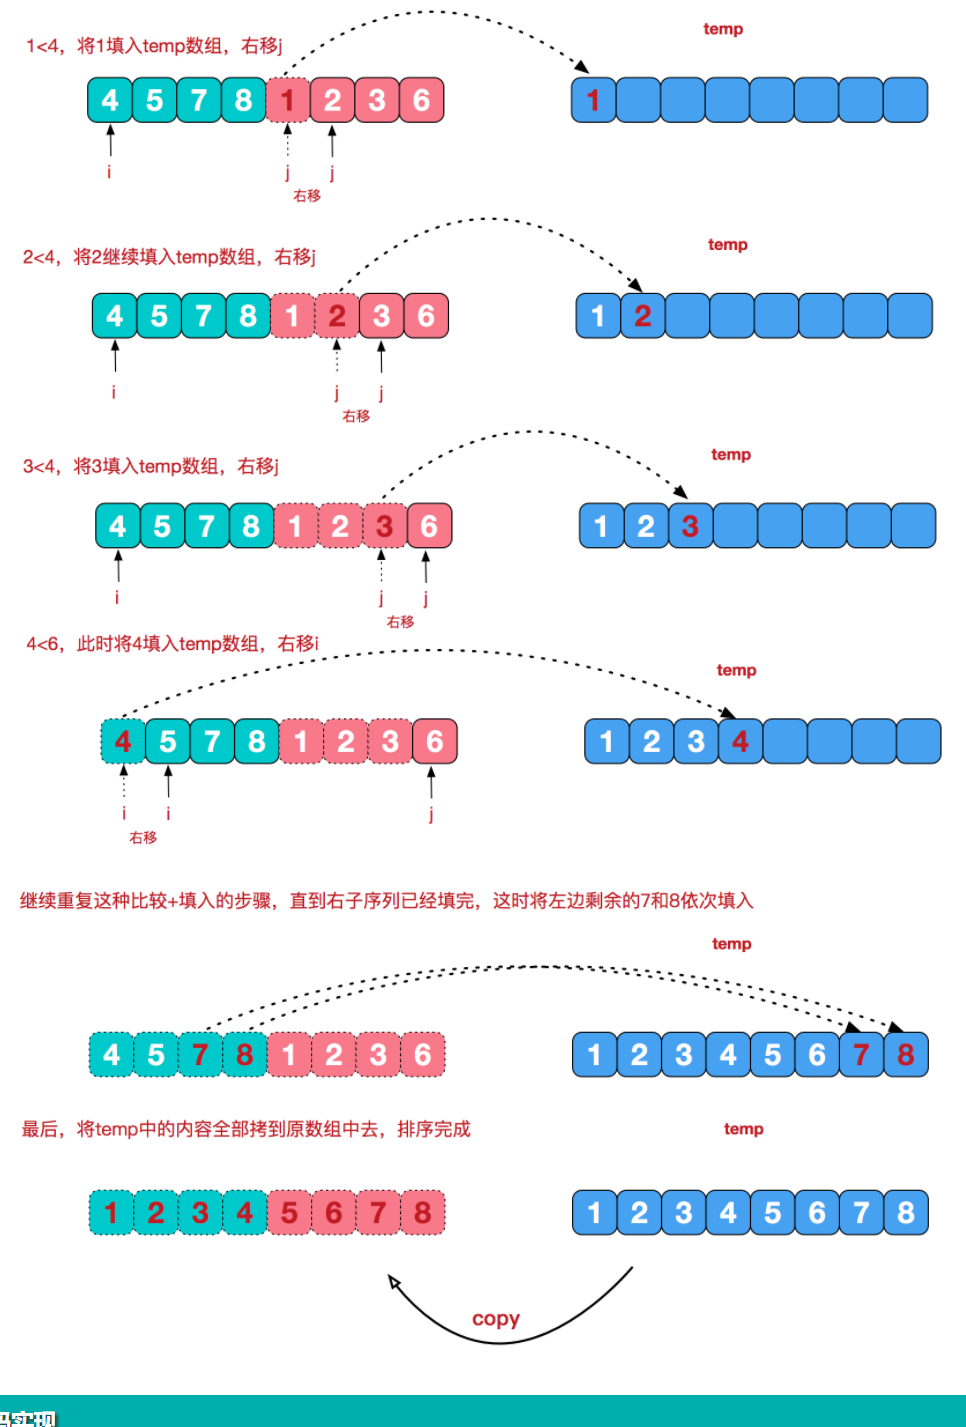 temp
1<4，将1填入temp数组，右移j
4 5 7 8 1 2 3 6
1
i j j
右移
temp
2<4，将2继续填入temp数组，右移j
4 5 7 8 1 2 3 6
1 2
i j j
右移
temp
3<4，将3填入temp数组，右移j
4 5 7 8 1 2 3 6
1 2 3
i j j
右移
4<6，此时将4填入temp数组，右移i
temp
4 5 7 8 1 2 3 6
1 2 3 4
i i j
右移
继续重复这种比较+填入的步骤，直到右子序列已经填完，这时将左边剩余的7和8依次填入
temp
4 5 7 8 1 2 3 6
1 2 3 4 5 6 7 8
最后，将temp中的内容全部拷到原数组中去，排序完成
temp
1 2 3 4 5 6 7 8
1 2 3 4 5 6 7 8
copy
码实现